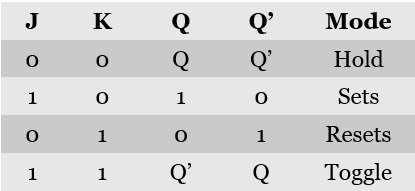 J K Q Q’ Mode
0 0 Q Q’ Hold
1 0 1 0 Sets
0 1 0 1 Resets
1 1 Q’ Q Toggle